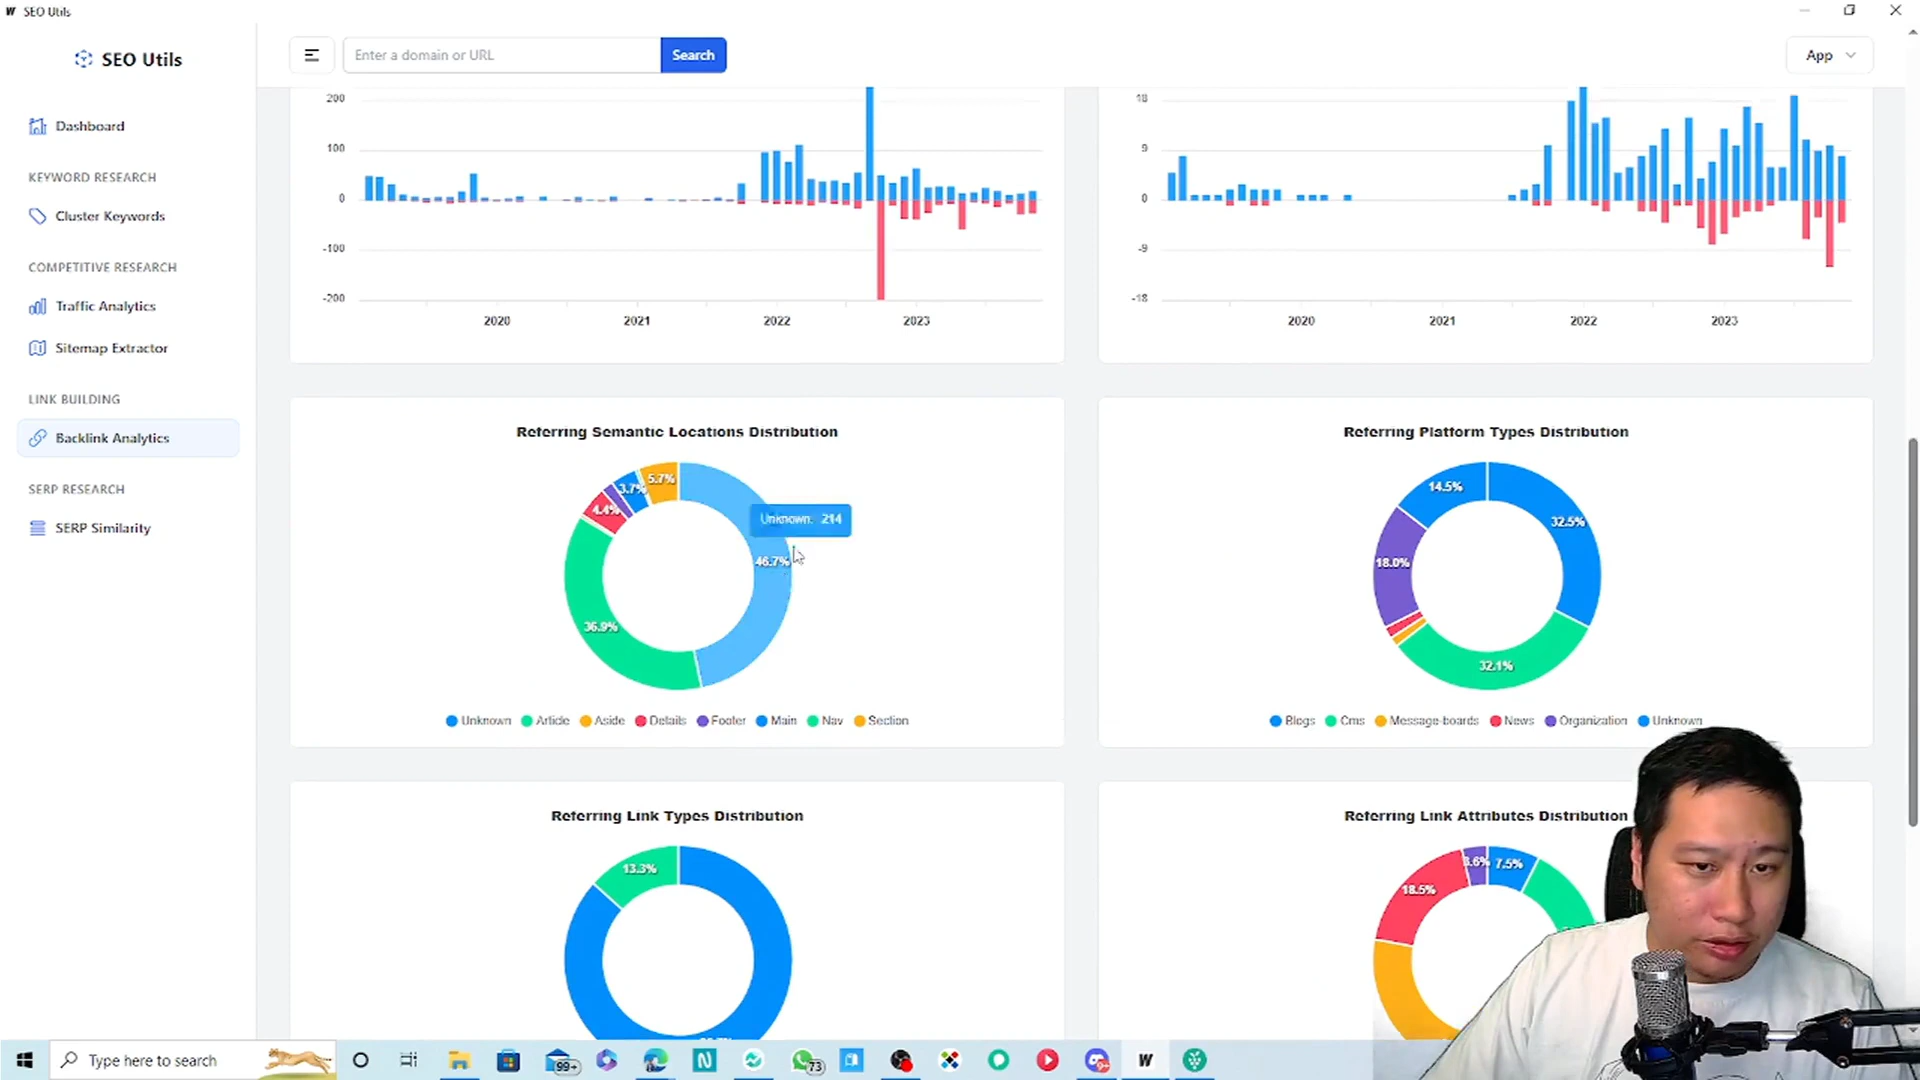 W SEO Utils
SEO Utils
Enter a domain or URL
Search
App
Dashboard
KEYWORD RESEARCH
Cluster Keywords
COMPETITIVE RESEARCH
Traffic Analytics
Sitemap Extractor
LINK BUILDING
Backlink Analytics
SERP RESEARCH
SERP Similarity
200
100
0
-100
-200
2020 2021 2022 2023
18
9
0
-9
-18
2020 2021 2022 2023
Referring Semantic Locations Distribution
5.7%
3.7%
4.4%
Unknown: 214
46.7%
36.9%
Unknown Article Aside Details Footer Main Nav Section
Referring Platform Types Distribution
14.5%
32.5%
18.0%
32.1%
Blogs Cms Message-boards News Organization Unknown
Referring Link Types Distribution
13.3%
Referring Link Attributes Distribution
7.5%
18.5%
Type here to search
99+
73
W